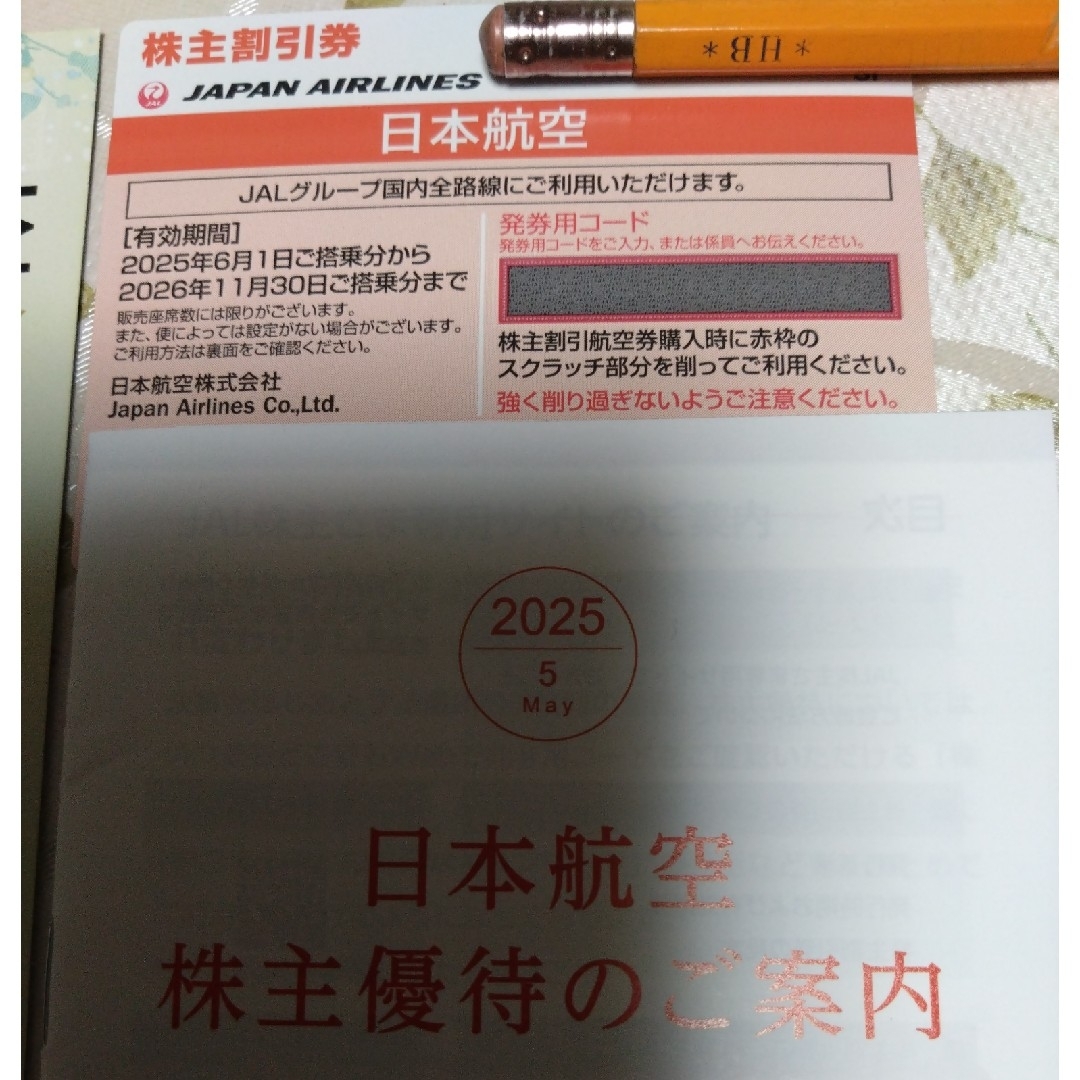 株主割引券
JAL
JAPAN AIRLINES
* HB *
日本航空
JALグループ国内全路線にご利用いただけます。
[有効期間]
2025年6月1日ご搭乗分から
2026年11月30日ご搭乗分まで
販売座席数には限りがございます。
また、便によっては設定がない場合がございます。
ご利用方法は裏面をご確認ください。
日本航空株式会社
Japan Airlines Co.,Ltd.
発券用コード
発券用コードをご入力、または係員へお伝えください。
株主割引航空券購入時に赤枠の
スクラッチ部分を削ってご利用ください。
強く削り過ぎないようご注意ください。
目次
2025
5
May
日本航空
株主優待のご案内